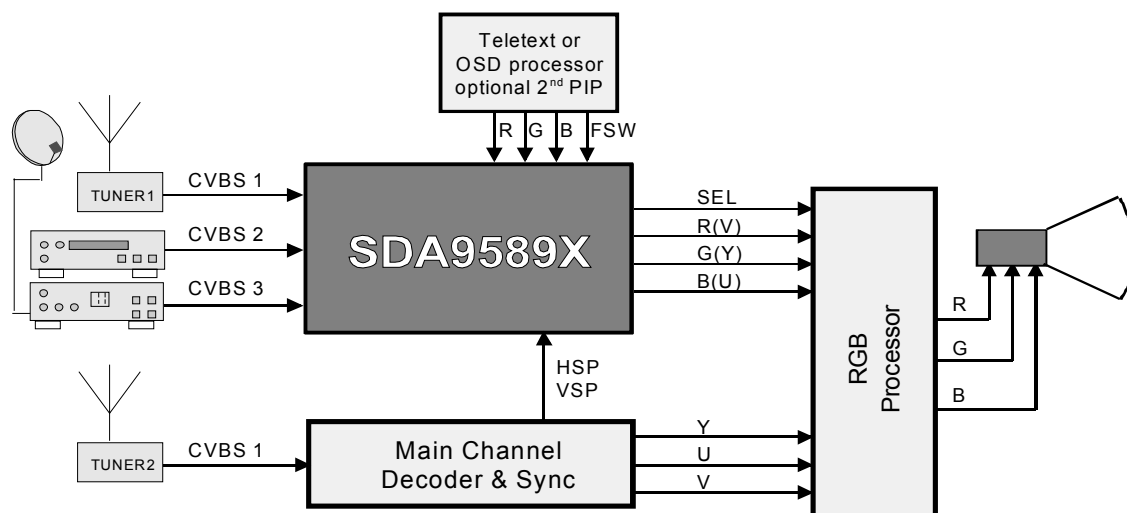 Teletext or
OSD processor
optional 2nd PIP
R G B FSW
TUNER1
CVBS 1
CVBS 2
CVBS 3
SDA9589X
SEL
R(V)
G(Y)
B(U)
HSP
VSP
RGB
Processor
R
G
B
TUNER2
CVBS 1
Main Channel
Decoder & Sync
Y
U
V